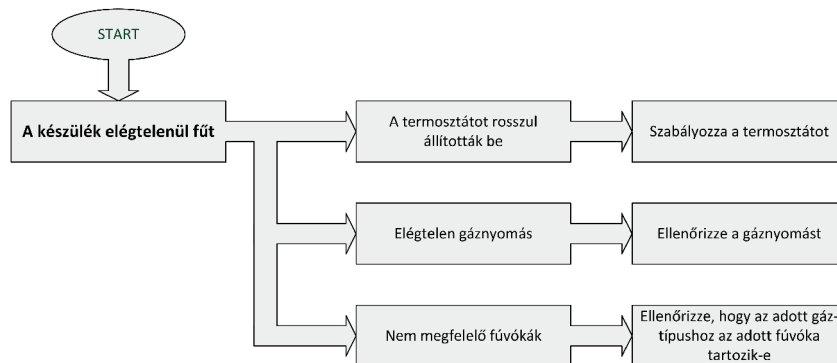 START
A készülék elégtelenül fűt
A termosztátot rosszul
állították be
Szabályozza a termosztátot
Elégtelen gáznyomás
Ellenőrizze a gáznyomást
Nem megfelelő fúvókák
Ellenőrizze, hogy az adott gáz-
típushoz az adott fúvóka
tartozik-e